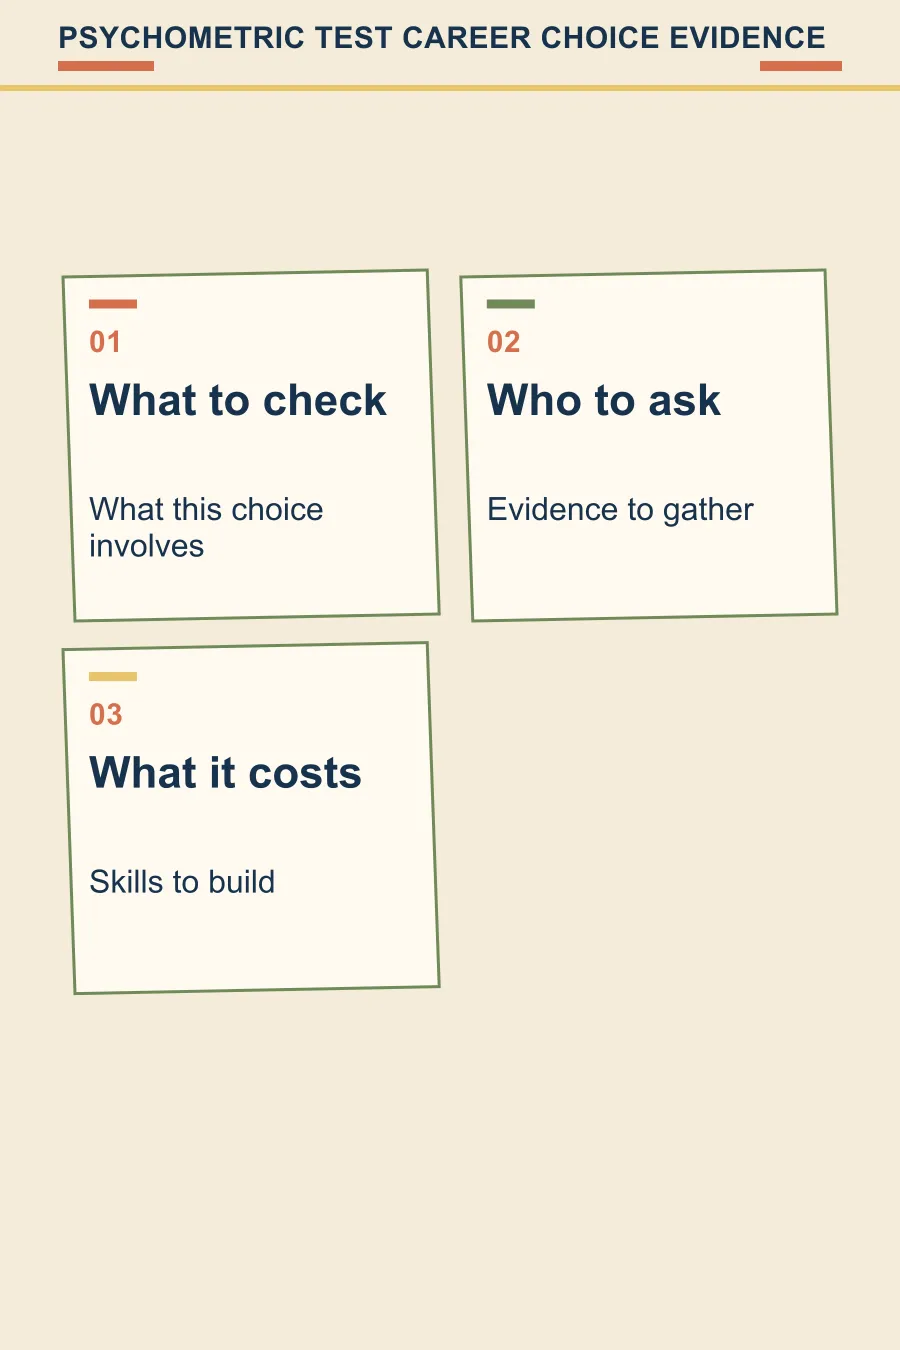 PSYCHOMETRIC TEST CAREER CHOICE EVIDENCE
01
What to check
What this choice
involves
02
Who to ask
Evidence to gather
03
What it costs
Skills to build